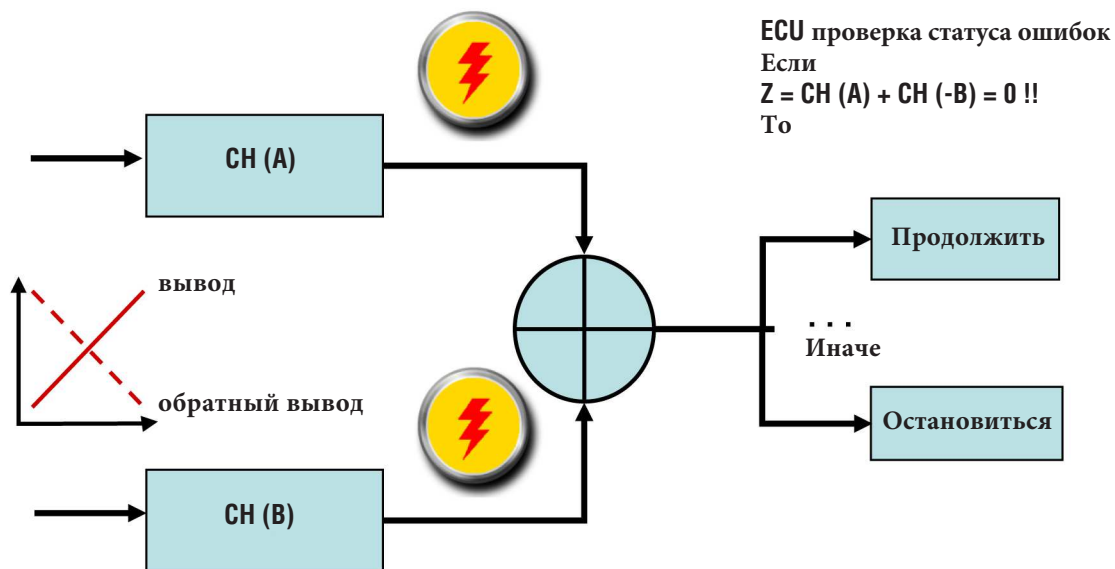 ECU проверка статуса ошибок
Если
Z = CH (A) + CH (-B) = 0 !!
То
CH (A)
Продолжить
вывод
. . .
Иначе
обратный вывод
Остановиться
CH (B)